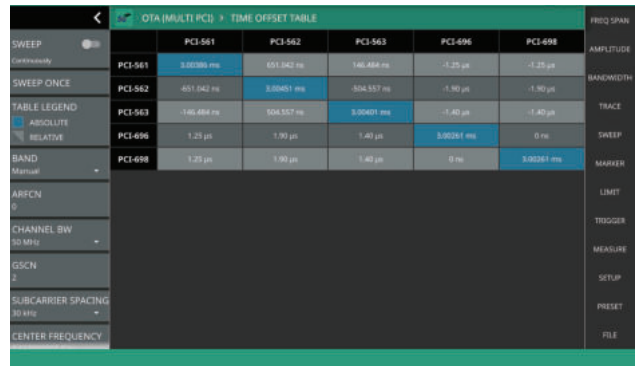 OTA (MULTI PCI) › TIME OFFSET TABLE
SWEEP
Continuously
SWEEP ONCE
TABLE LEGEND
ABSOLUTE
RELATIVE
BAND
Manual
ARFCN
0
CHANNEL BW
50 MHz
GSCN
2
SUBCARRIER SPACING
30 kHz
CENTER FREQUENCY
PCI-561 PCI-562 PCI-563 PCI-696 PCI-698
PCI-561 3.00386 ms 651.042 ns 146.484 ns -1.25 µs -1.25 µs
PCI-562 -651.042 ns 3.00451 ms -504.557 ns -1.90 µs -1.90 µs
PCI-563 -146.484 ns 504.557 ns 3.00401 ms -1.40 µs -1.40 µs
PCI-696 1.25 µs 1.90 µs 1.40 µs 3.00261 ms 0 ns
PCI-698 1.25 µs 1.90 µs 1.40 µs 0 ns 3.00261 ms
FREQ SPAN
AMPLITUDE
BANDWIDTH
TRACE
SWEEP
MARKER
LIMIT
TRIGGER
MEASURE
SETUP
PRESET
FILE